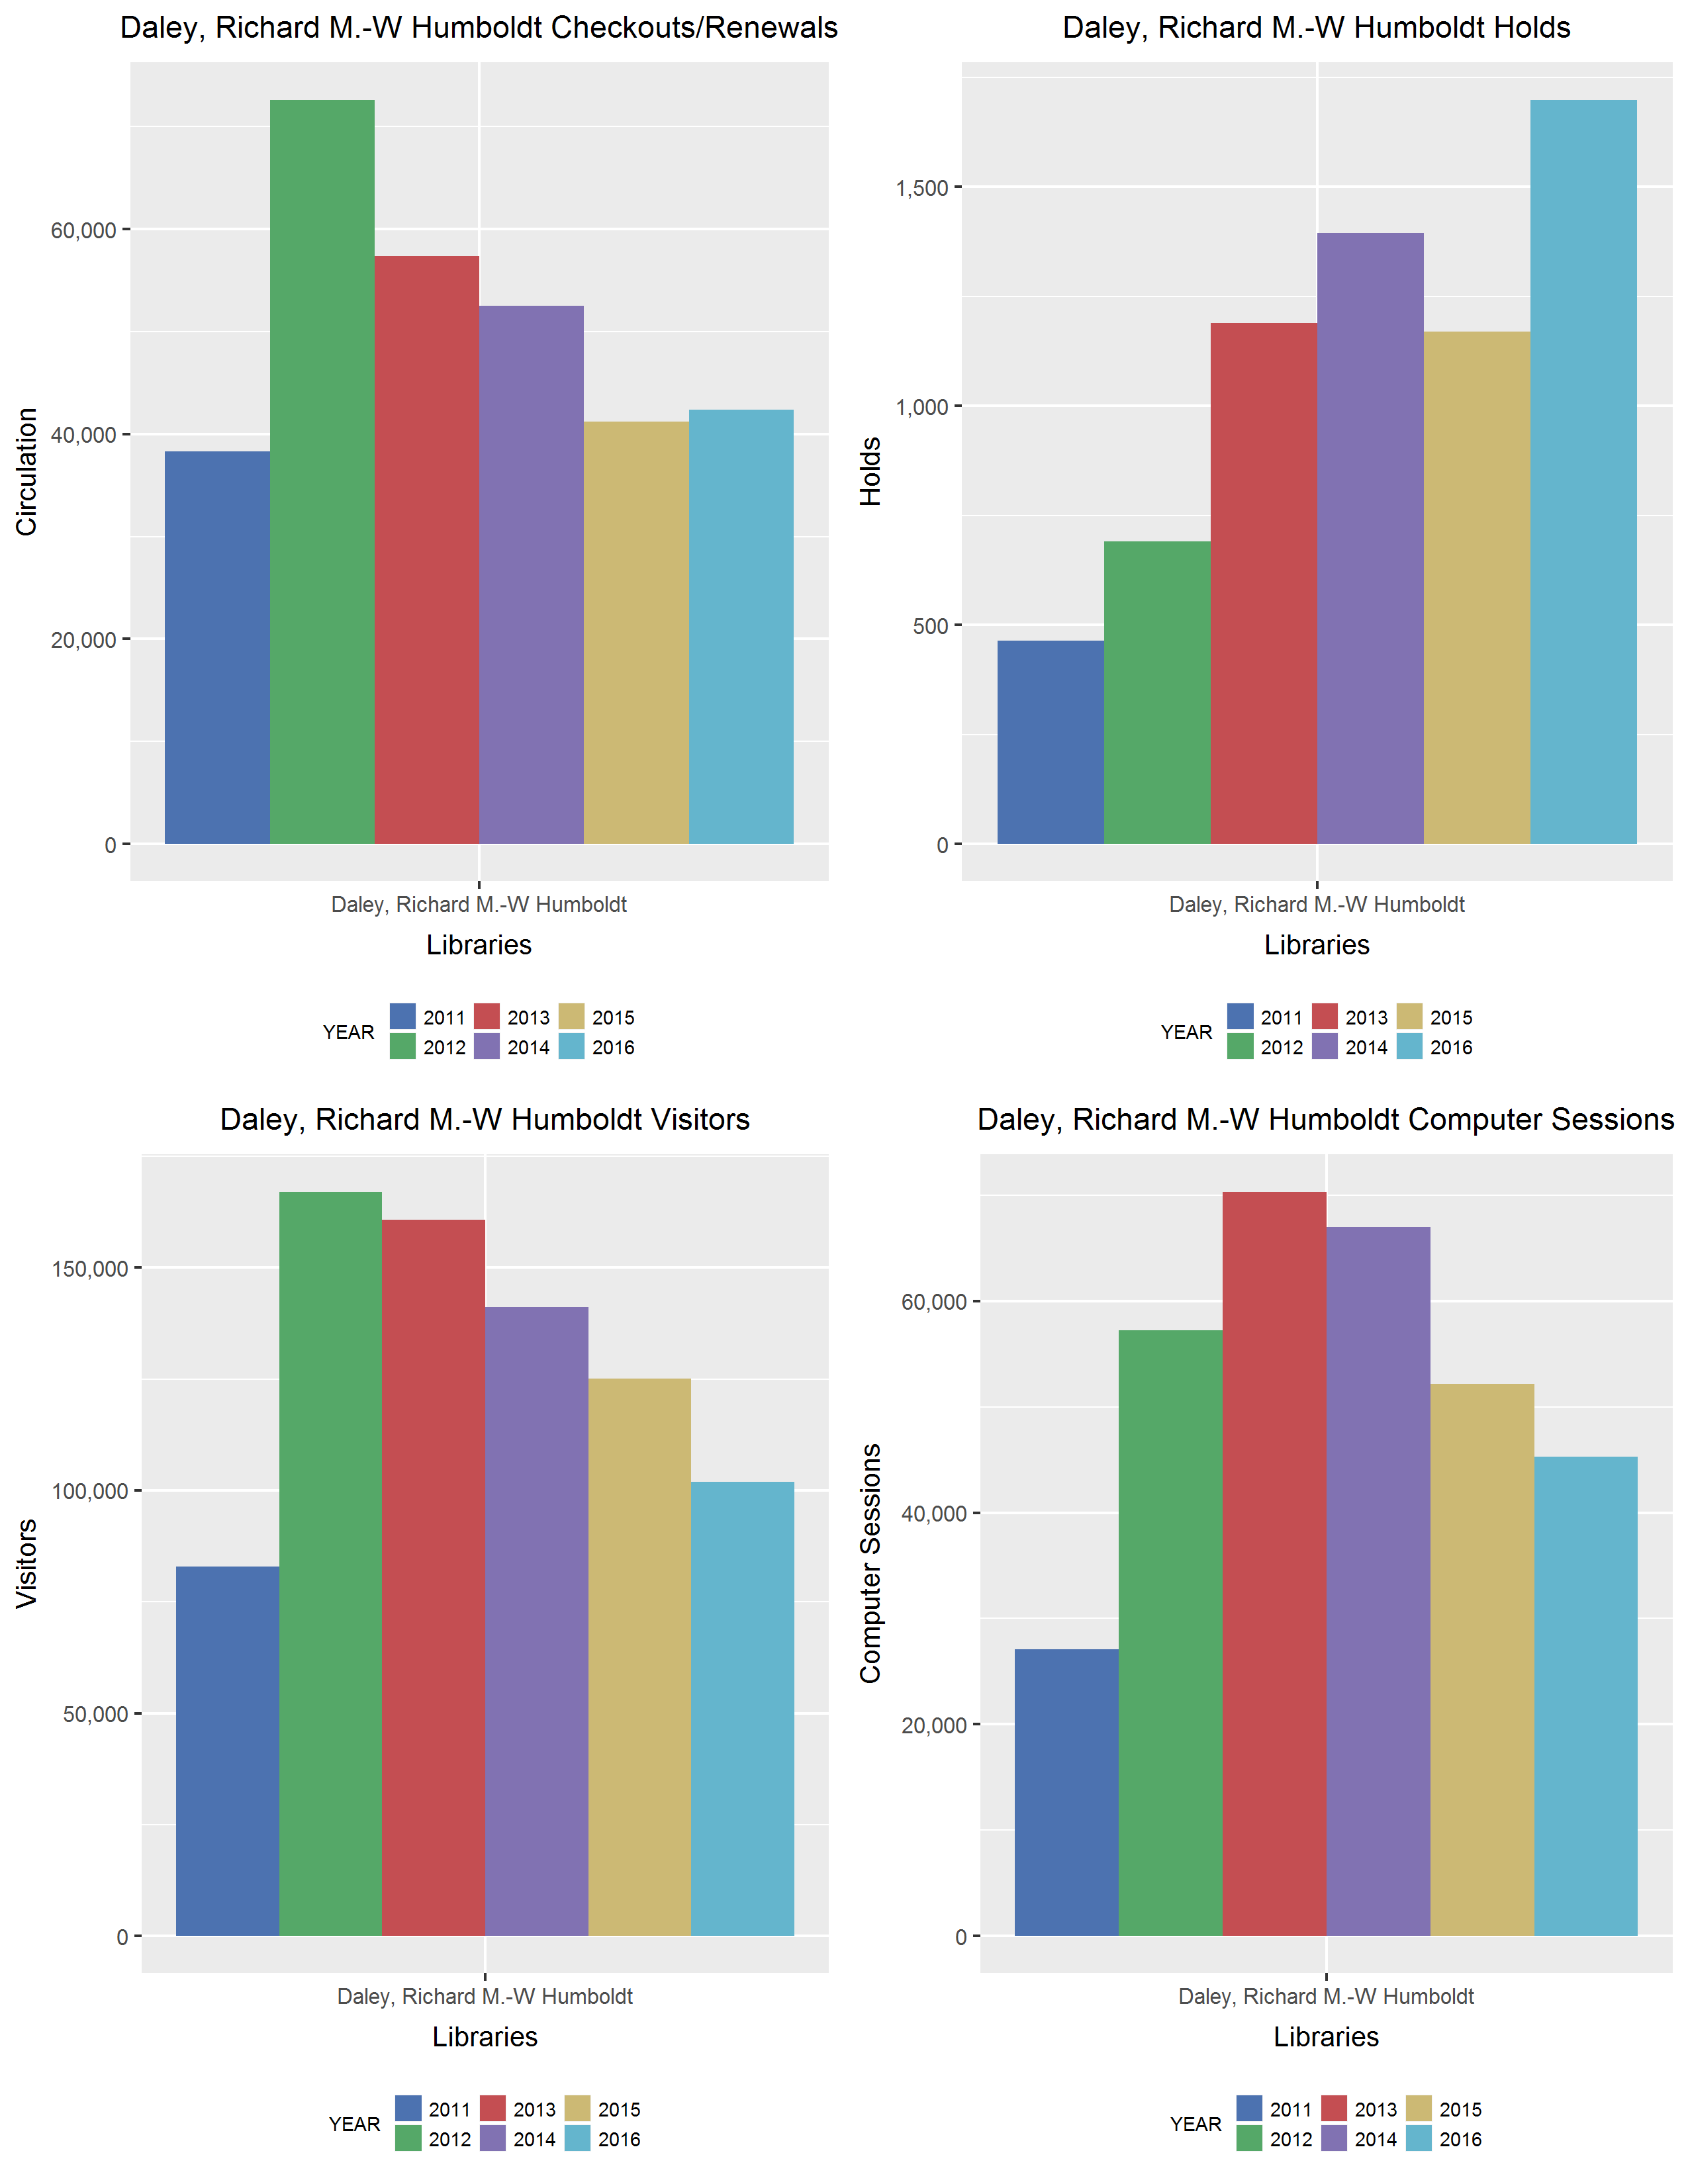 Daley, Richard M.-W Humboldt Checkouts/Renewals
Circulation
60,000
40,000
20,000
0
Daley, Richard M.-W Humboldt
Libraries
YEAR
2011 2013 2015
2012 2014 2016
Daley, Richard M.-W Humboldt Holds
Holds
1,500
1,000
500
0
Daley, Richard M.-W Humboldt
Libraries
YEAR
2011 2013 2015
2012 2014 2016
Daley, Richard M.-W Humboldt Visitors
Visitors
150,000
100,000
50,000
0
Daley, Richard M.-W Humboldt
Libraries
YEAR
2011 2013 2015
2012 2014 2016
Daley, Richard M.-W Humboldt Computer Sessions
Computer Sessions
60,000
40,000
20,000
0
Daley, Richard M.-W Humboldt
Libraries
YEAR
2011 2013 2015
2012 2014 2016